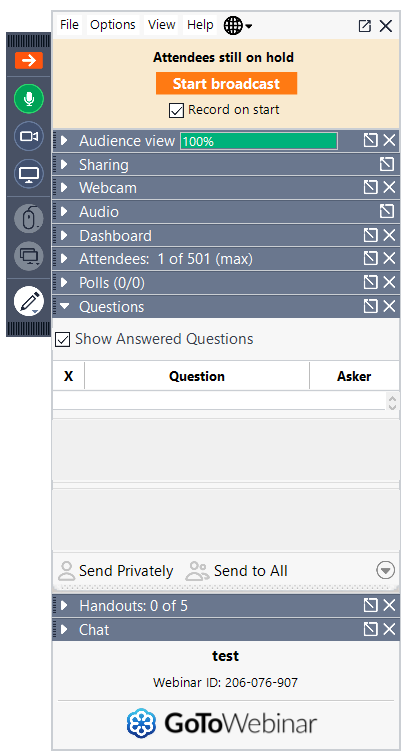 File Options View Help
Attendees still on hold
Start broadcast
Record on start
Audience view 100%
Sharing
Webcam
Audio
Dashboard
Attendees: 1 of 501 (max)
Polls (0/0)
Questions
Show Answered Questions
X Question Asker
Send Privately Send to All
Handouts: 0 of 5
Chat
test
Webinar ID: 206-076-907
GoToWebinar